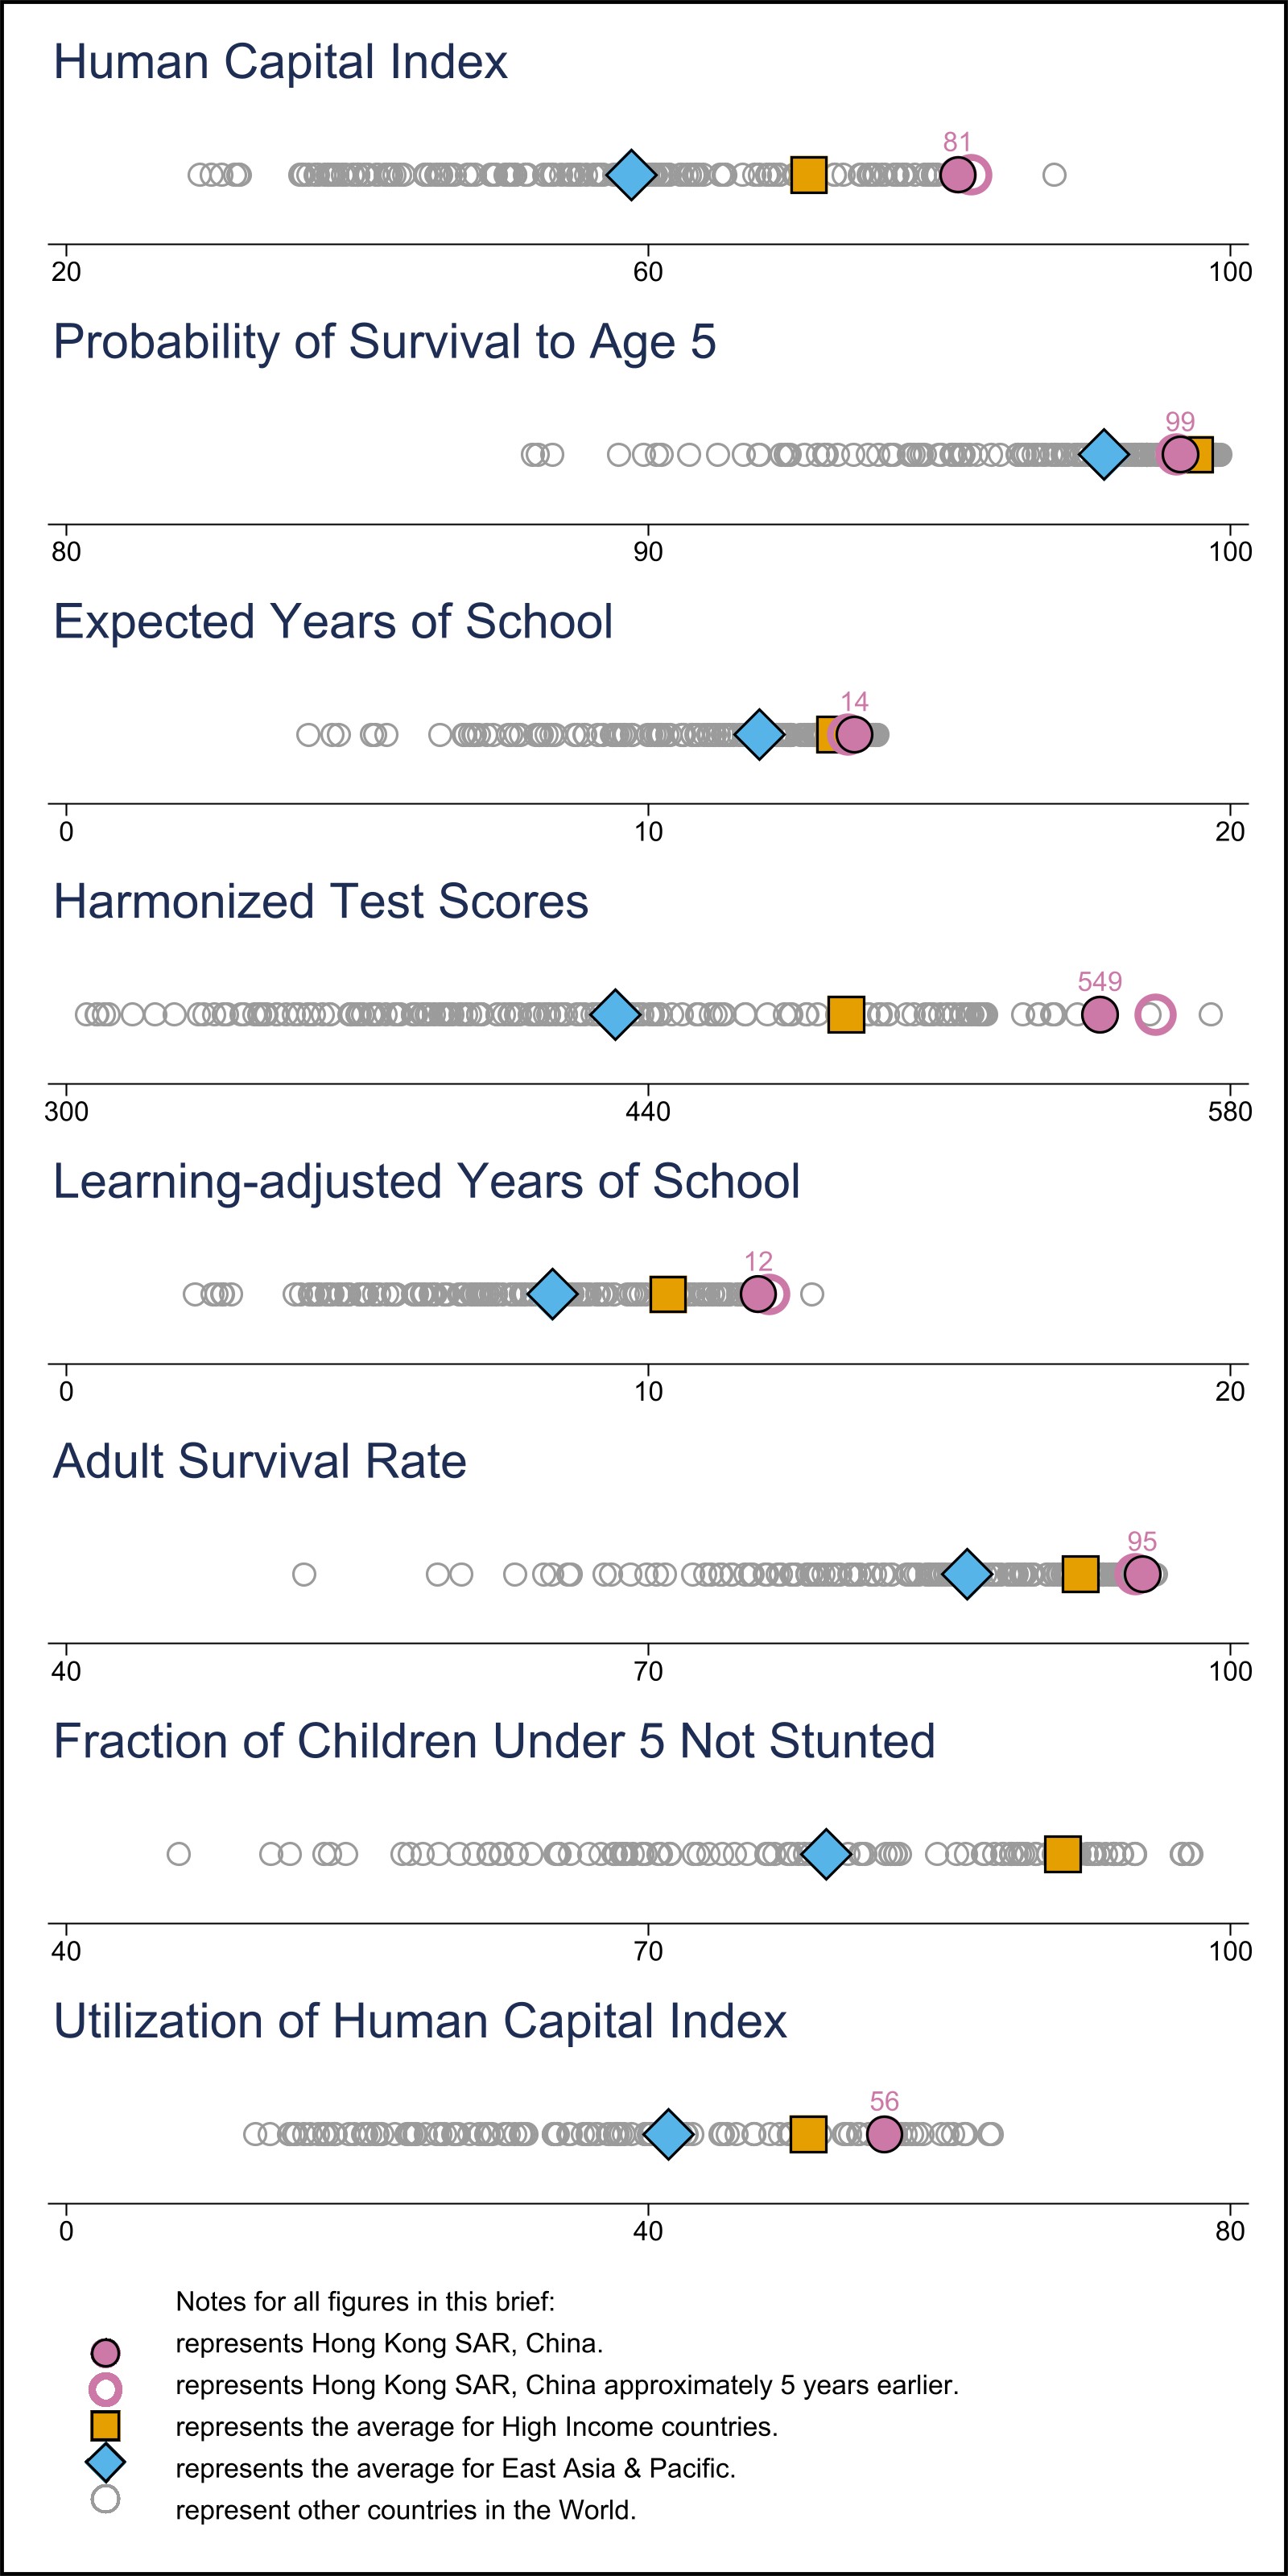 Human Capital Index
81
20 60 100
Probability of Survival to Age 5
99
80 90 100
Expected Years of School
14
0 10 20
Harmonized Test Scores
549
300 440 580
Learning-adjusted Years of School
12
0 10 20
Adult Survival Rate
95
40 70 100
Fraction of Children Under 5 Not Stunted
40 70 100
Utilization of Human Capital Index
56
0 40 80
Notes for all figures in this brief:
represents Hong Kong SAR, China.
represents Hong Kong SAR, China approximately 5 years earlier.
represents the average for High Income countries.
represents the average for East Asia & Pacific.
represent other countries in the World.